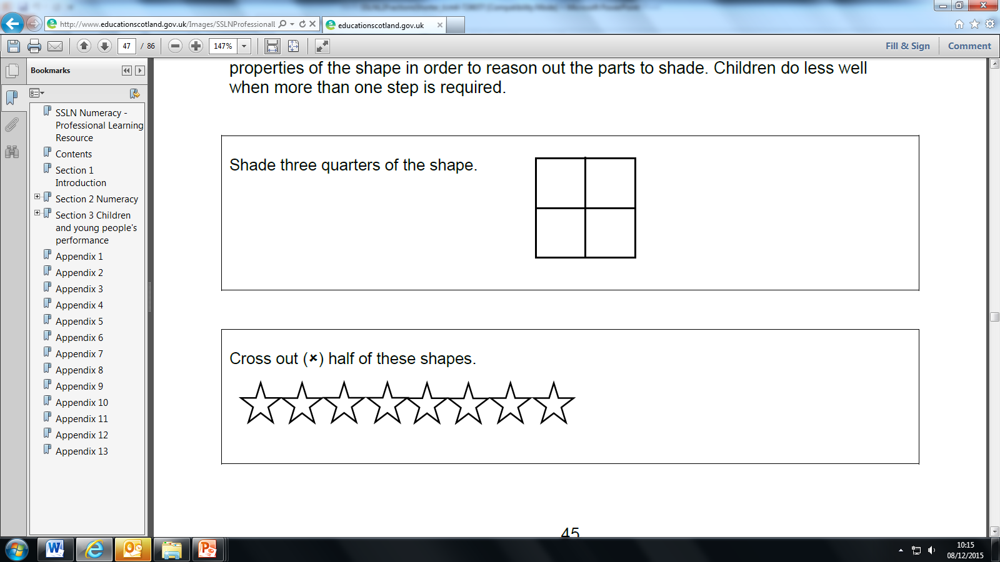 http://www.educationscotland.gov.uk/Images/SSLNProfessionall
educationscotland.gov.uk
47 / 86
147%
Fill & Sign
Comment
Bookmarks
SSLN Numeracy -
Professional Learning
Resource
Contents
Section 1
Introduction
Section 2 Numeracy
Section 3 Children
and young people's
performance
Appendix 1
Appendix 2
Appendix 3
Appendix 4
Appendix 5
Appendix 6
Appendix 7
Appendix 8
Appendix 9
Appendix 10
Appendix 11
Appendix 12
Appendix 13
properties of the shape in order to reason out the parts to shade. Children do less well
when more than one step is required.
Shade three quarters of the shape.
Cross out (×) half of these shapes.
45
10:15
08/12/2015